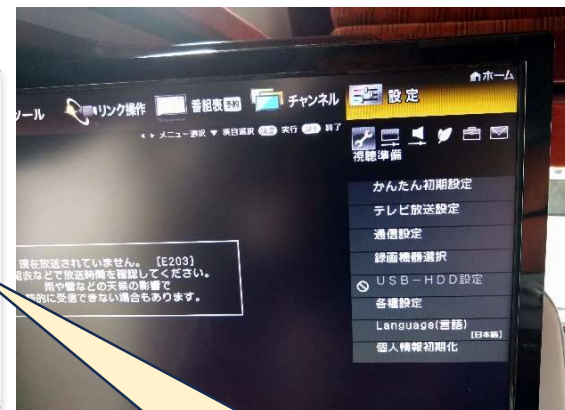 ホーム
ール リンク操作 番組表 予約 チャンネル 設定
メニュー選択 ▼ 項目選択 決定 実行 終了
視聴準備
かんたん初期設定
テレビ放送設定
通信設定
録画機器選択
USB-HDD設定
各種設定
Language(言語)
[日本語]
個人情報初期化
現在放送されていません。 [E203]
組表などで放送時間を確認してください。
雨や雪などの天候の影響で
時的に受信できない場合もあります。